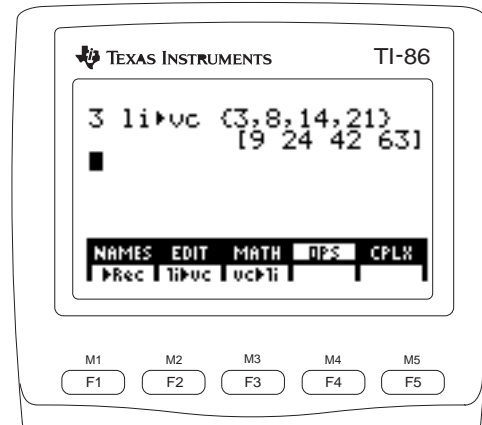 TEXAS INSTRUMENTS TI-86
3 li▸vc {3,8,14,21}
[9 24 42 63]
NAMES EDIT MATH OPS CPLX
▸Rec li▸vc vc▸li
M1 M2 M3 M4 M5
F1 F2 F3 F4 F5